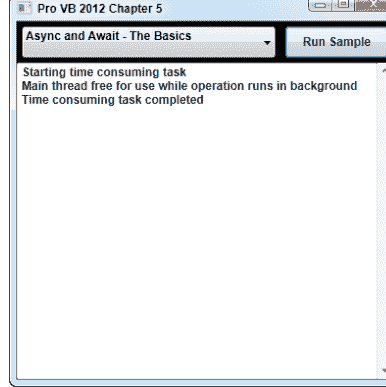 Pro VB 2012 Chapter 5
Async and Await - The Basics
Run Sample
Starting time consuming task
Main thread free for use while operation runs in background
Time consuming task completed